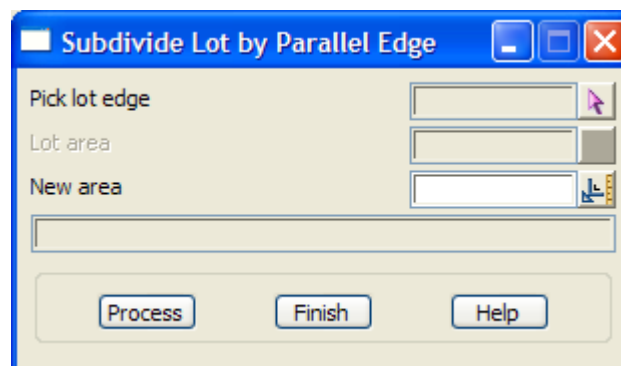 Subdivide Lot by Parallel Edge
Pick lot edge
Lot area
New area
Process Finish Help